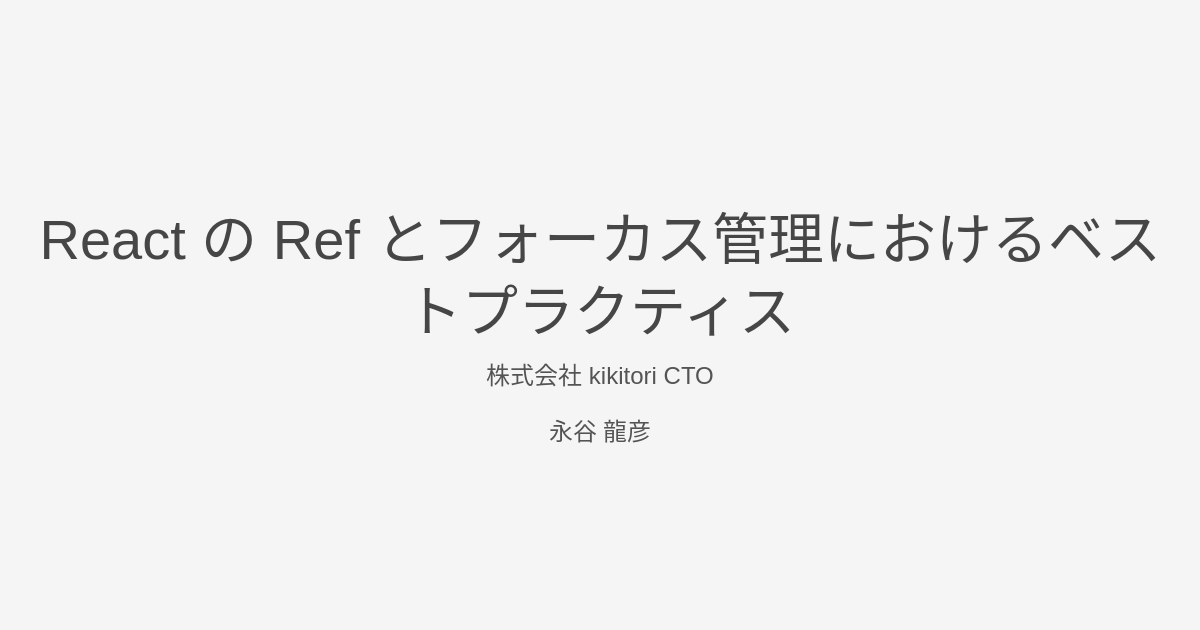 React の Ref とフォーカス管理におけるベス
トプラクティス
株式会社 kikitori CTO
永谷 龍彦